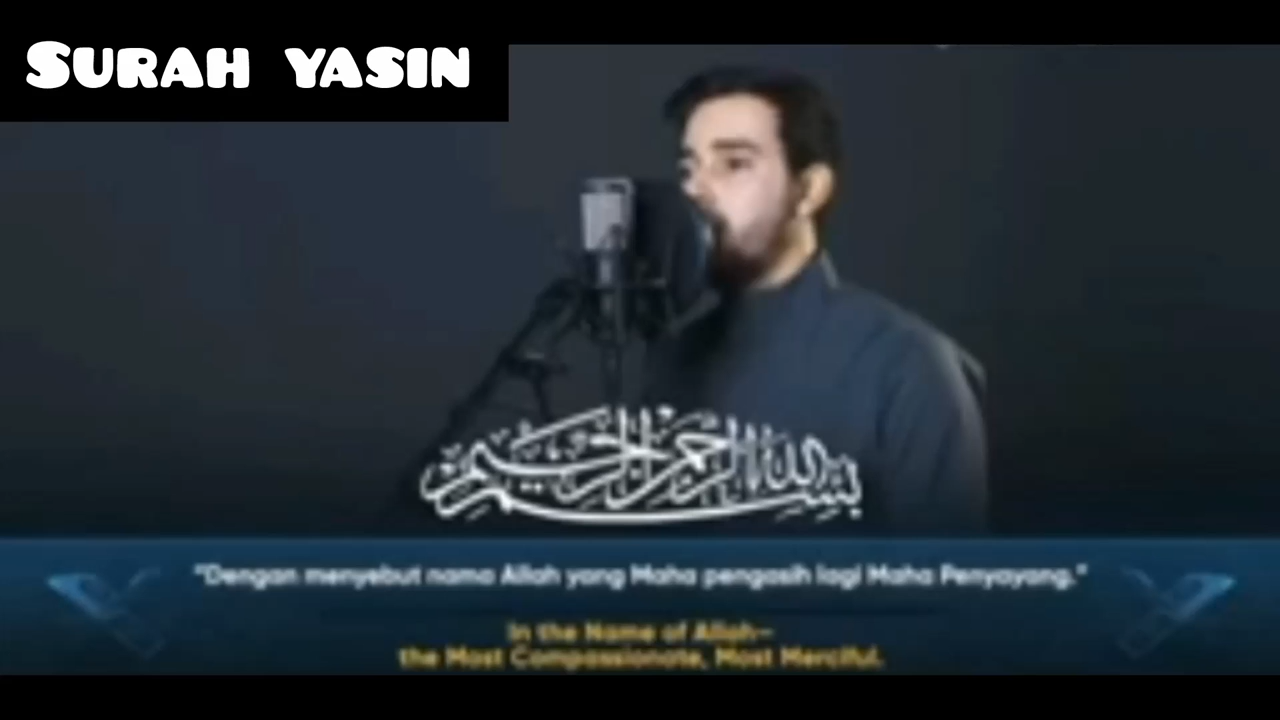 SURAH YASIN
بسم الله الرحمن الرحيم
"Dengan menyebut nama Allah yang Maha pengasih lagi Maha Penyayang."
In the Name of Allah—
the Most Compassionate, Most Merciful.